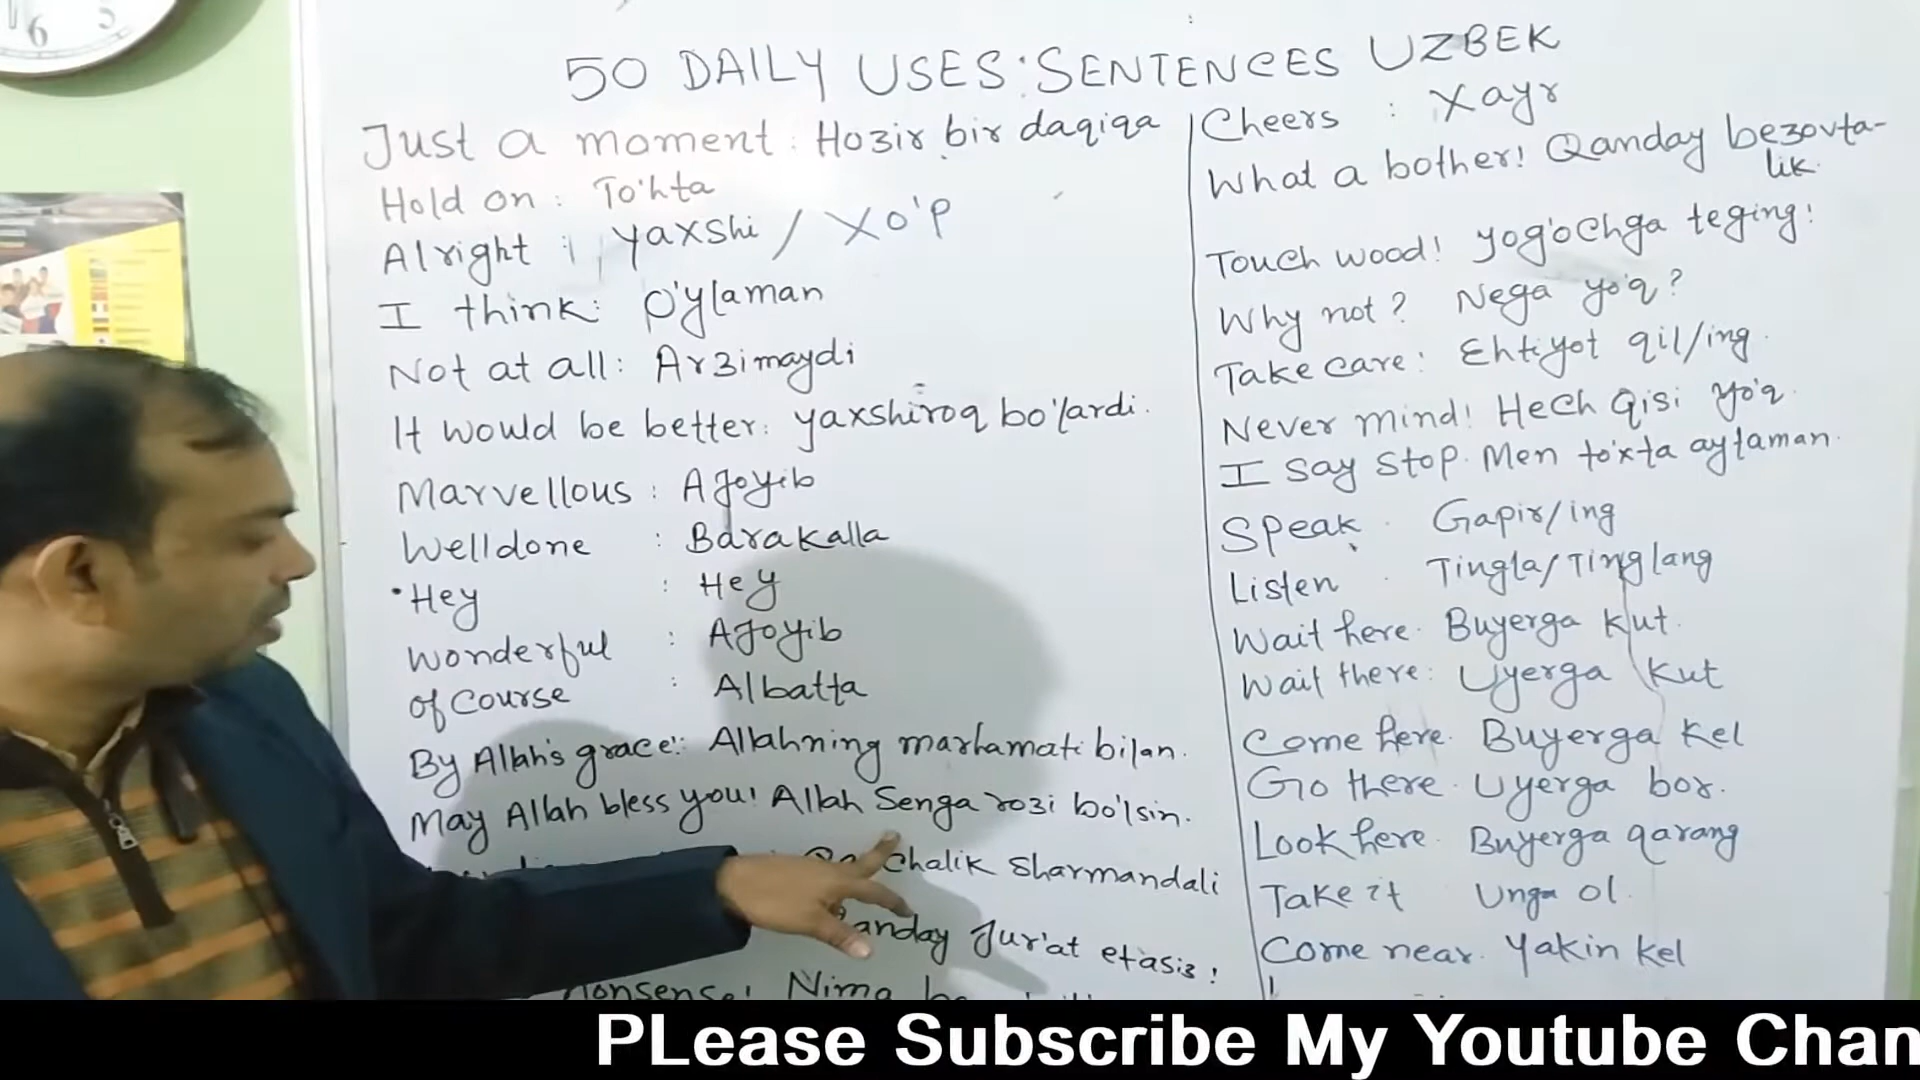 6 5
50 DAILY USES SENTENCES UZBEK
Just a moment : Hozir bir daqiqa
Hold on : To'hta
Alright : yaxshi / Xo'p
I think : O'ylaman
Not at all : Arzimaydi
It would be better : yaxshiroq bo'lardi.
Marvellous : AJoyib
Welldone : Barakalla
Hey : Hey
Wonderful : AJoyib
of Course : Albatta
By Allah's grace : Allahning marhamati bilan.
May Allah bless you! Allah Senga rozi bo'lsin.
chalik Sharmandali
anday Jur'at etasiz!
nonsense! Nima
Cheers : Xayr
What a bother! Qanday bezovta-
lik.
Touch wood! yog'ochga teging!
Why not? Nega yo'q?
Take care : Ehtiyot qil/ing.
Never mind! Hech Qisi yo'q.
I say stop. Men to'xta aytaman.
Speak Gapir/ing
Listen Tingla/Tinglang
Wait here. Buyerga kut.
Wait there : Uyerga kut
Come here. Buyerga kel
Go there. Uyerga bor.
Look here. Buyerga qarang
Take it Unga ol.
Come near. Yakin kel
PLease Subscribe My Youtube Chan